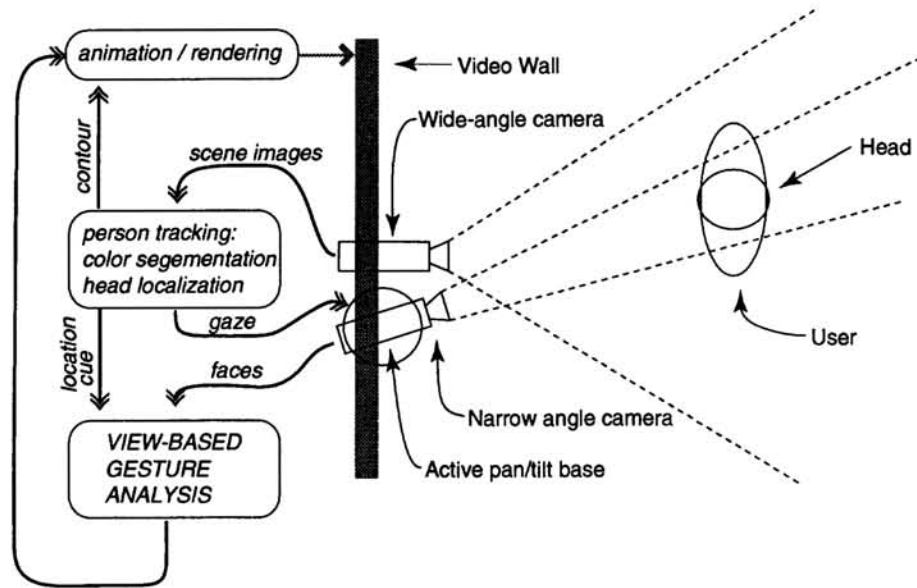 animation / rendering
Video Wall
Wide-angle camera
scene images
contour
Head
person tracking:
color segementation
head localization
gaze
User
location
cue
faces
Narrow angle camera
VIEW-BASED
GESTURE
ANALYSIS
Active pan/tilt base